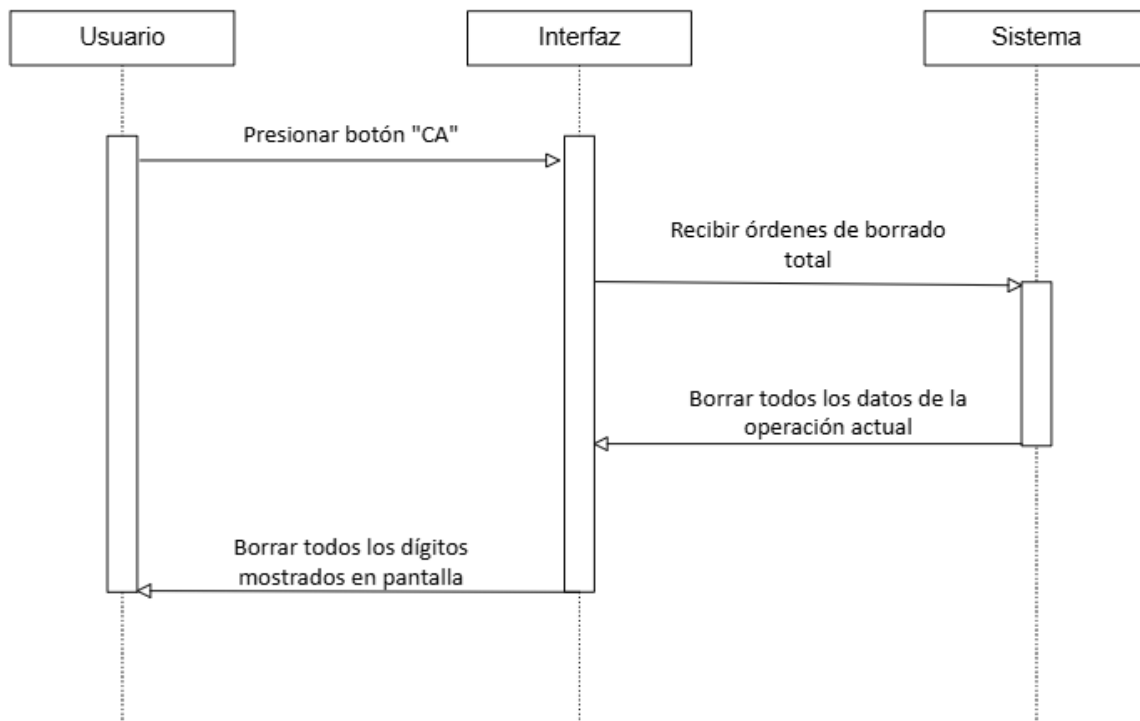 Usuario
Interfaz
Sistema
Presionar botón "CA"
Recibir órdenes de borrado
total
Borrar todos los datos de la
operación actual
Borrar todos los dígitos
mostrados en pantalla